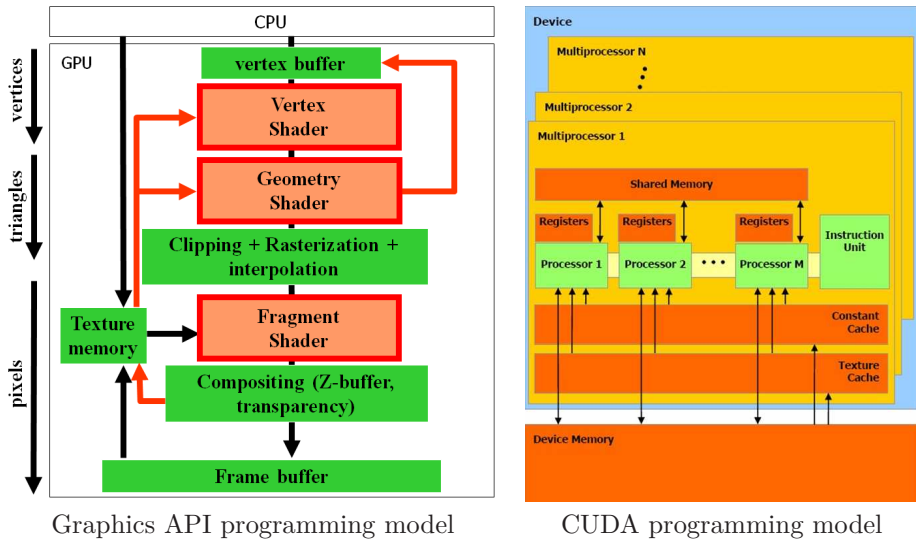 CPU
GPU
vertices
triangles
pixels
vertex buffer
Vertex
Shader
Geometry
Shader
Clipping + Rasterization +
interpolation
Texture
memory
Fragment
Shader
Compositing (Z-buffer,
transparency)
Frame buffer
Graphics API programming model
Device
Multiprocessor N
Multiprocessor 2
Multiprocessor 1
Shared Memory
Registers
Registers
Registers
Processor 1
Processor 2
Processor M
Instruction
Unit
Constant
Cache
Texture
Cache
Device Memory
CUDA programming model